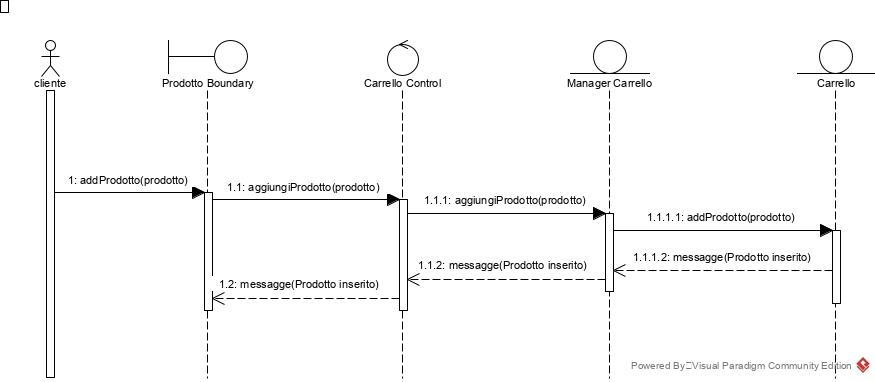 cliente
Prodotto Boundary
Carrello Control
Manager Carrello
Carrello
1: addProdotto(prodotto)
1.1: aggiungiProdotto(prodotto)
1.1.1: aggiungiProdotto(prodotto)
1.1.1.1: addProdotto(prodotto)
1.1.1.2: messagge(Prodotto inserito)
1.1.2: messagge(Prodotto inserito)
1.2: messagge(Prodotto inserito)
Powered By Visual Paradigm Community Edition